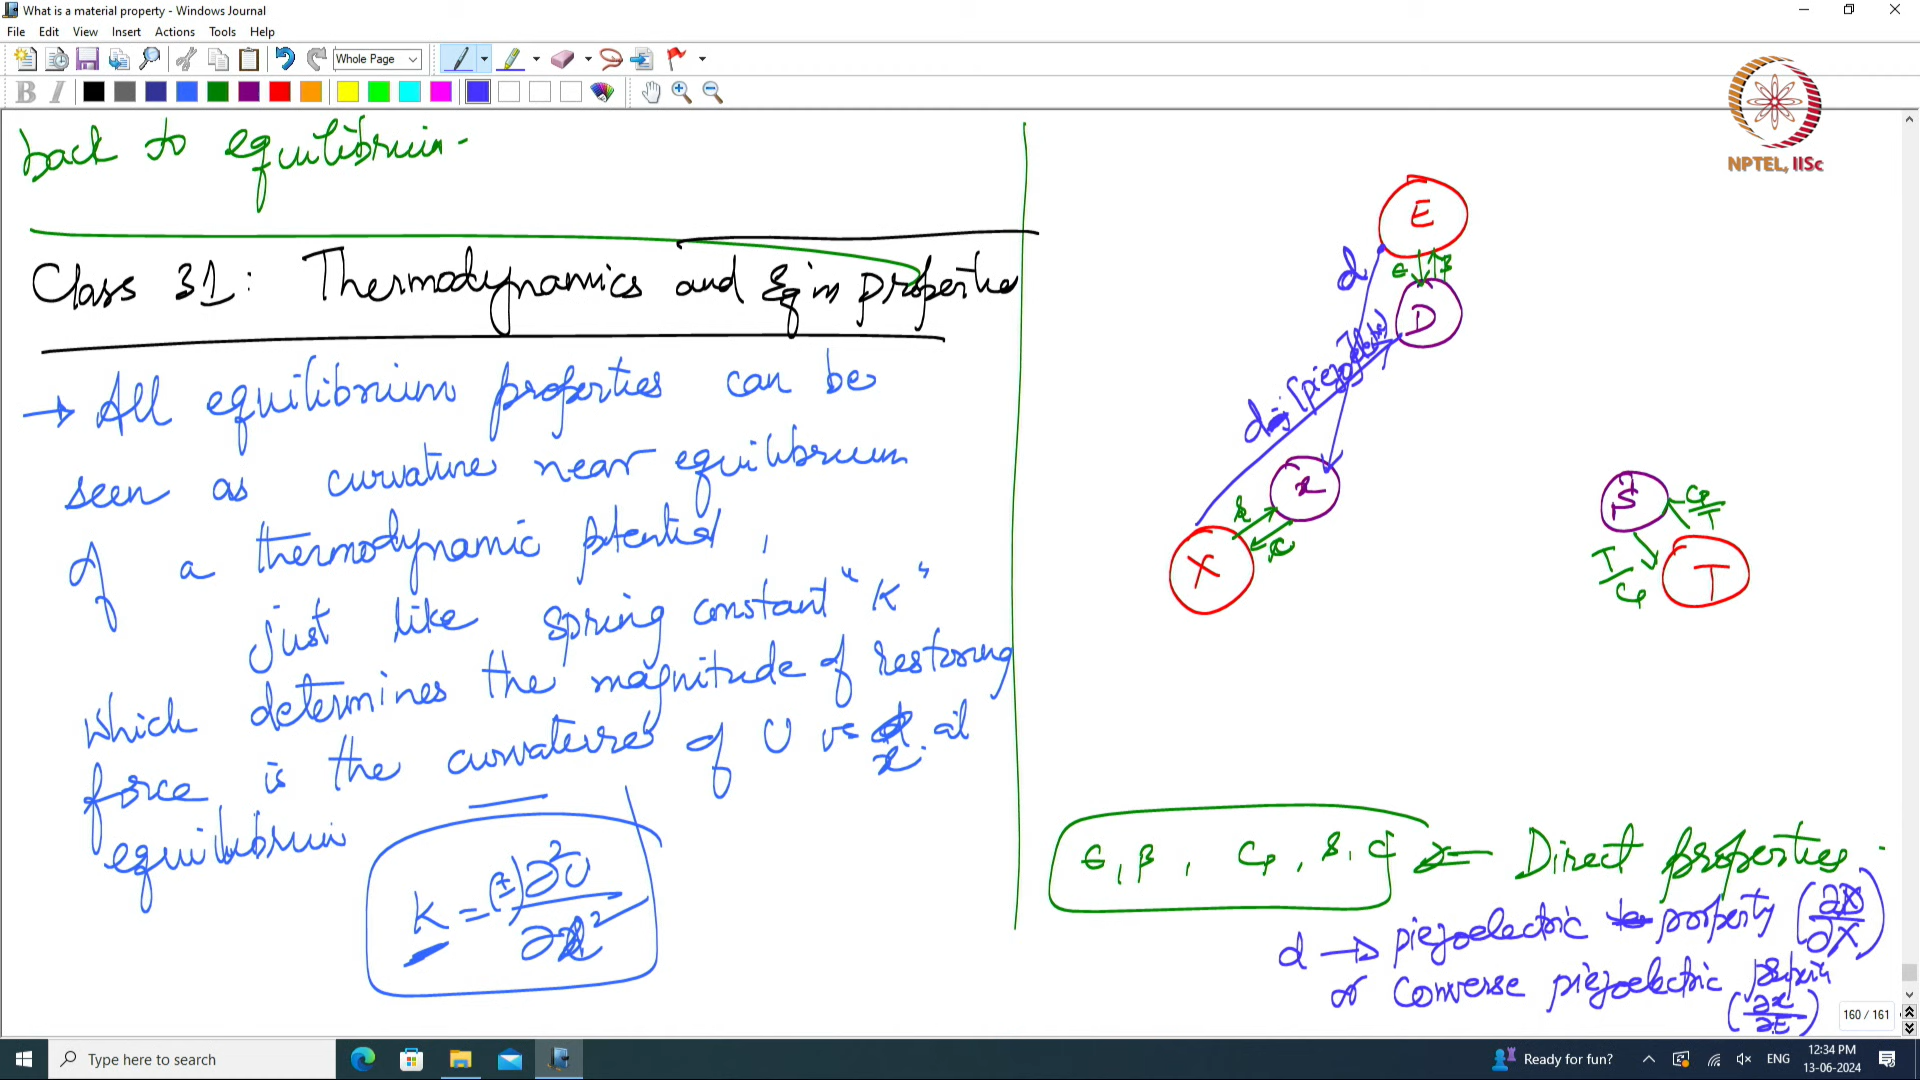 What is a material property - Windows Journal
File Edit View Insert Actions Tools Help
Whole Page
B I
NPTEL, IISc
back to equilibrium.
Class 31: Thermodynamics and Eqm properties
→ All equilibrium properties can be
seen as curvature near equilibrium
of a thermodynamic potential,
just like spring constant "K"
which determines the magnitude of restoring
force is the curvature of U vs x at
equilibrium
K = (±) ∂²U / ∂x²
E
d ϵ β
D
d (piezoelectric)
x
s c
X
S Cp/T
T/Cp T
ϵ, β, Cp, s, c ← Direct properties.
d → piezoelectric property (∂D/∂X)
or converse piezoelectric
(∂x/∂E)
160 / 161
Type here to search
Ready for fun?
ENG
12:34 PM
13-06-2024